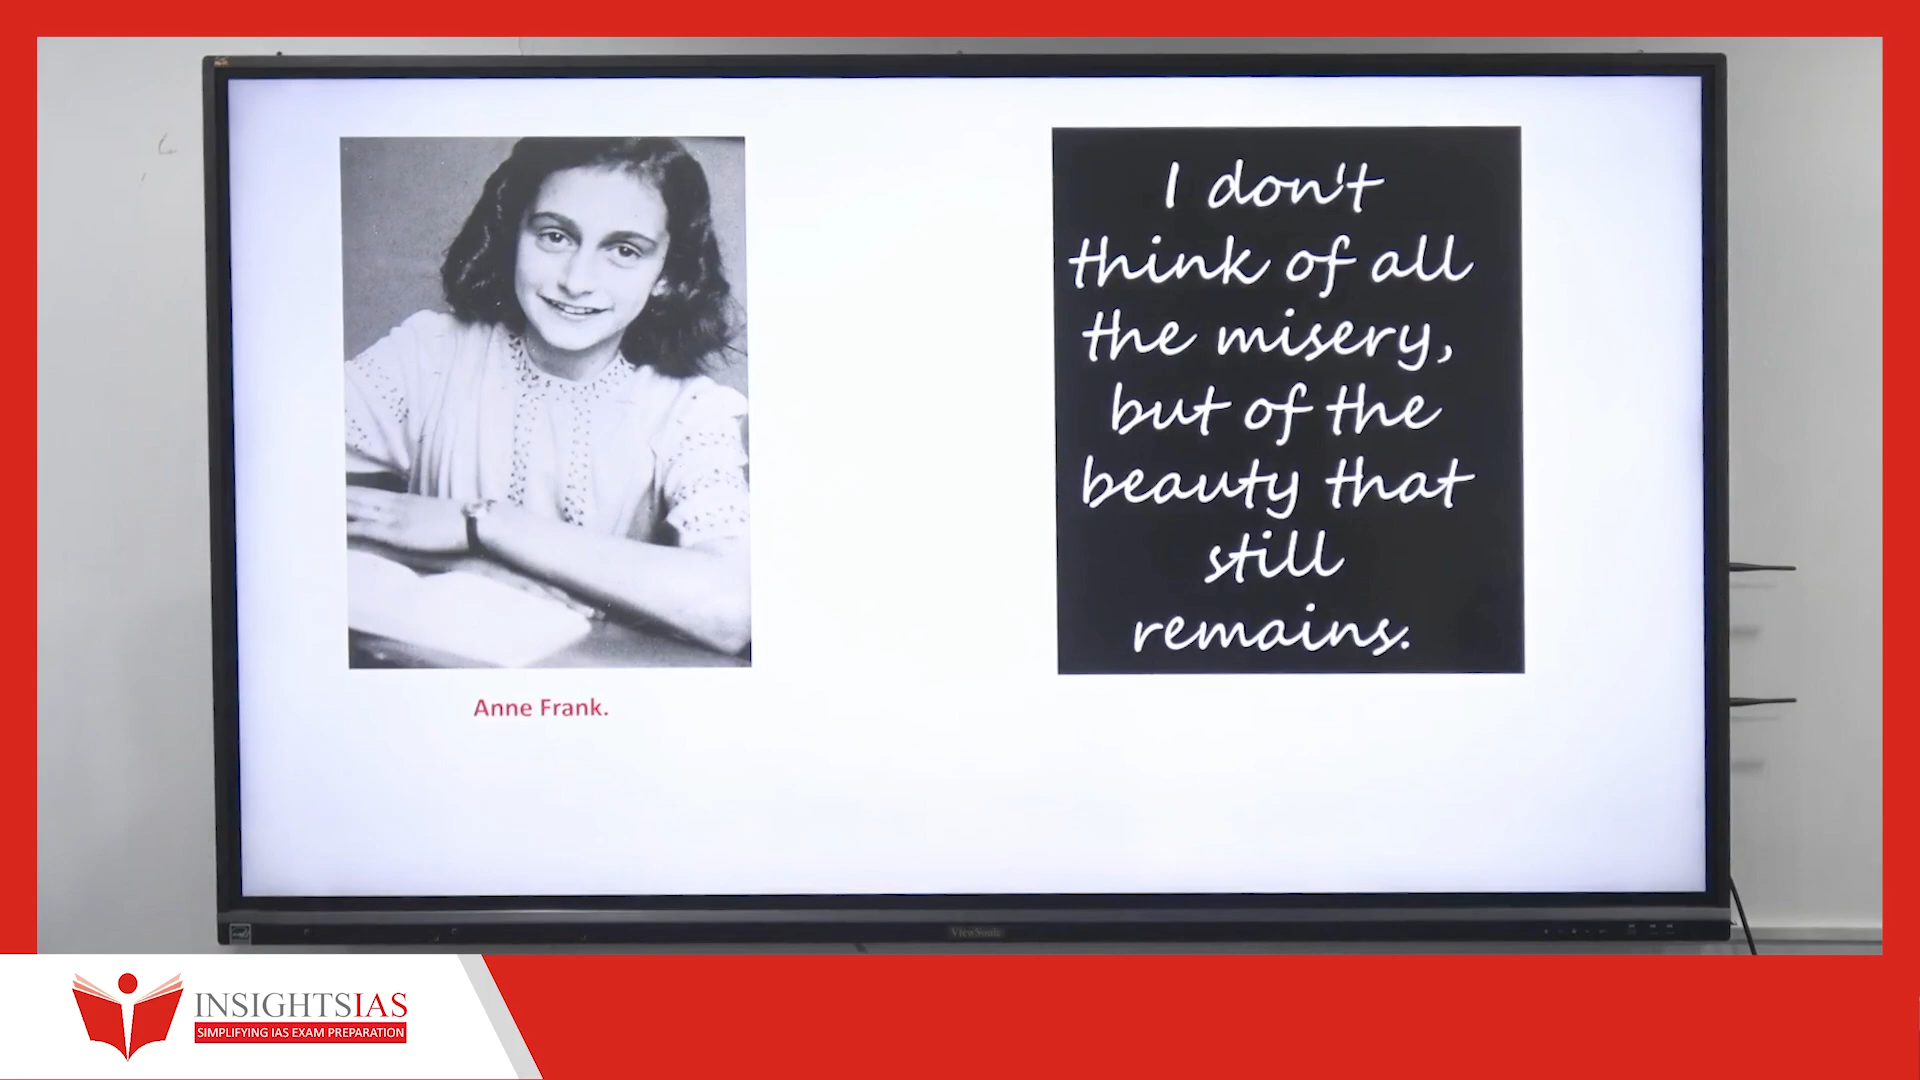 I don't
think of all
the misery,
but of the
beauty that
still
remains.
Anne Frank.
ViewSonic
INSIGHTSIAS
SIMPLIFYING IAS EXAM PREPARATION